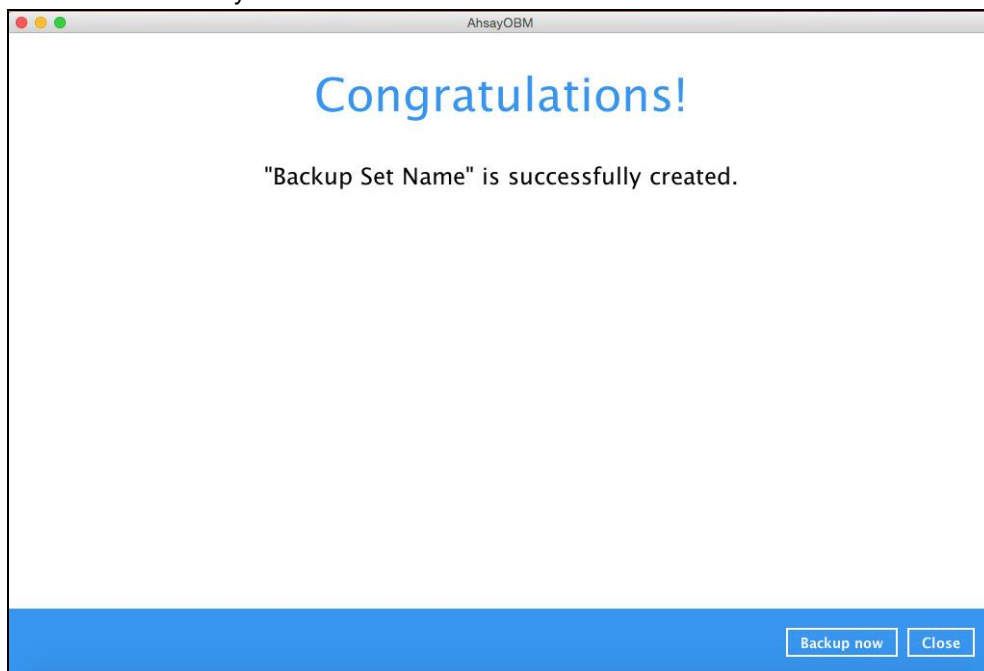 AhsayOBM
Congratulations!
"Backup Set Name" is successfully created.
Backup now Close